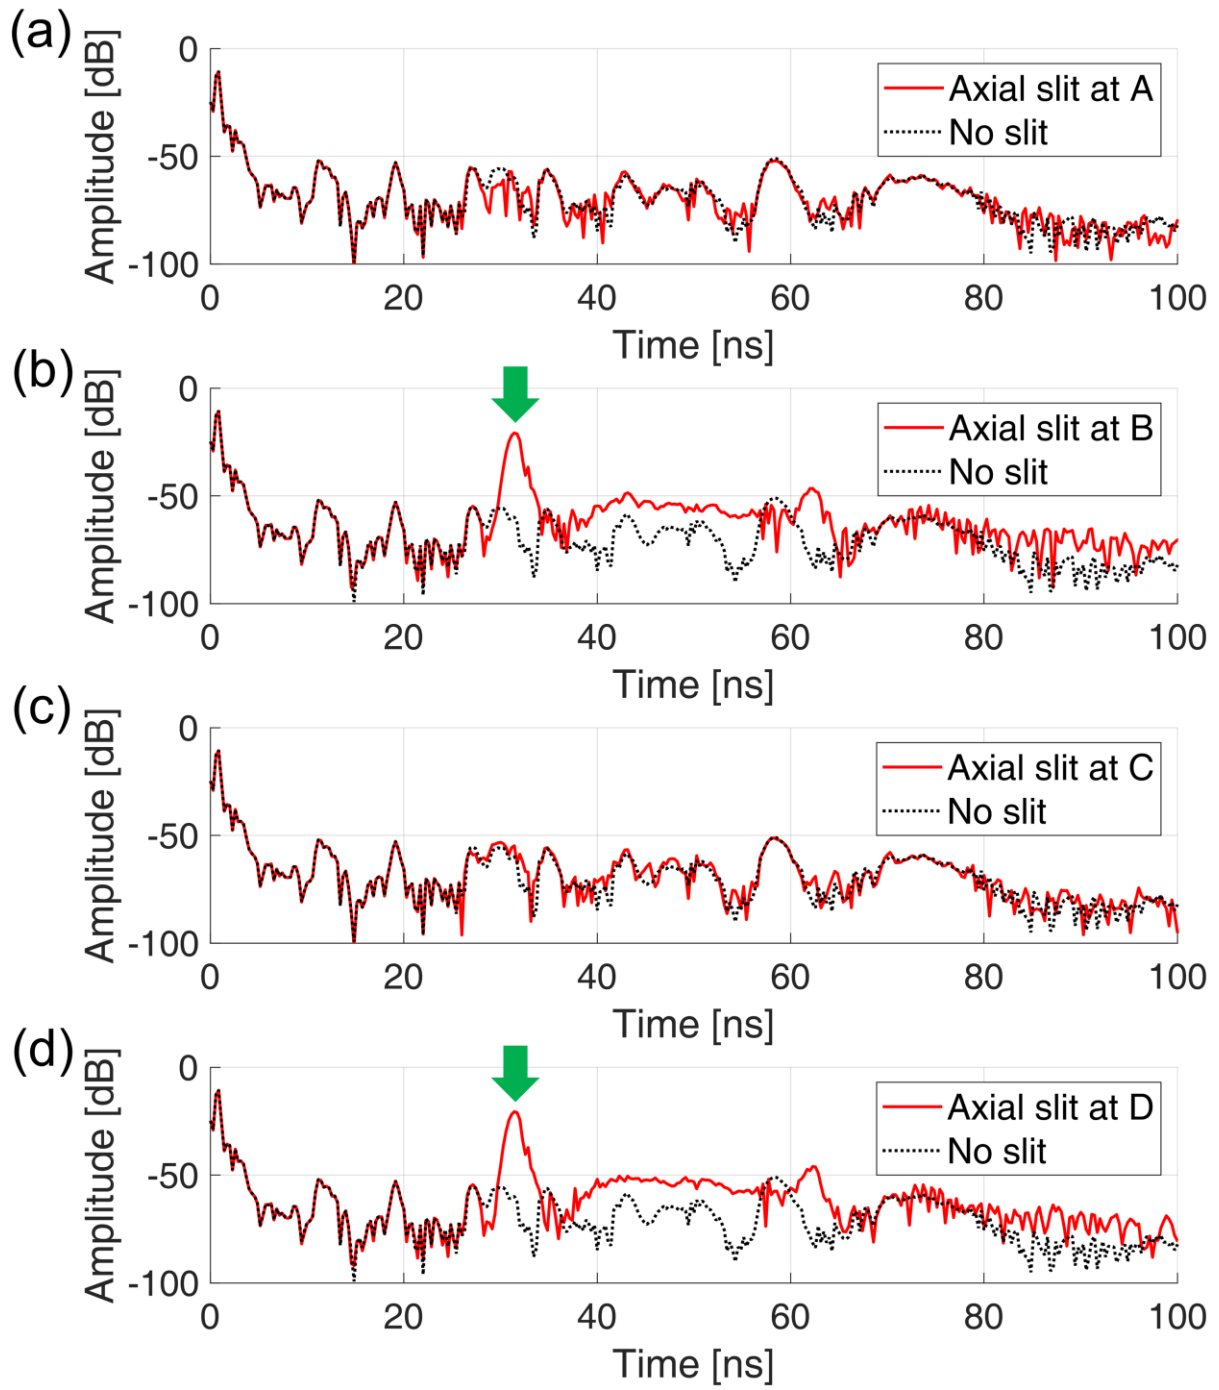 (a)
Amplitude [dB]
0
-50
-100
Axial slit at A
No slit
0 20 40 60 80 100
Time [ns]
(b)
Amplitude [dB]
0
-50
-100
Axial slit at B
No slit
0 20 40 60 80 100
Time [ns]
(c)
Amplitude [dB]
0
-50
-100
Axial slit at C
No slit
0 20 40 60 80 100
Time [ns]
(d)
Amplitude [dB]
0
-50
-100
Axial slit at D
No slit
0 20 40 60 80 100
Time [ns]